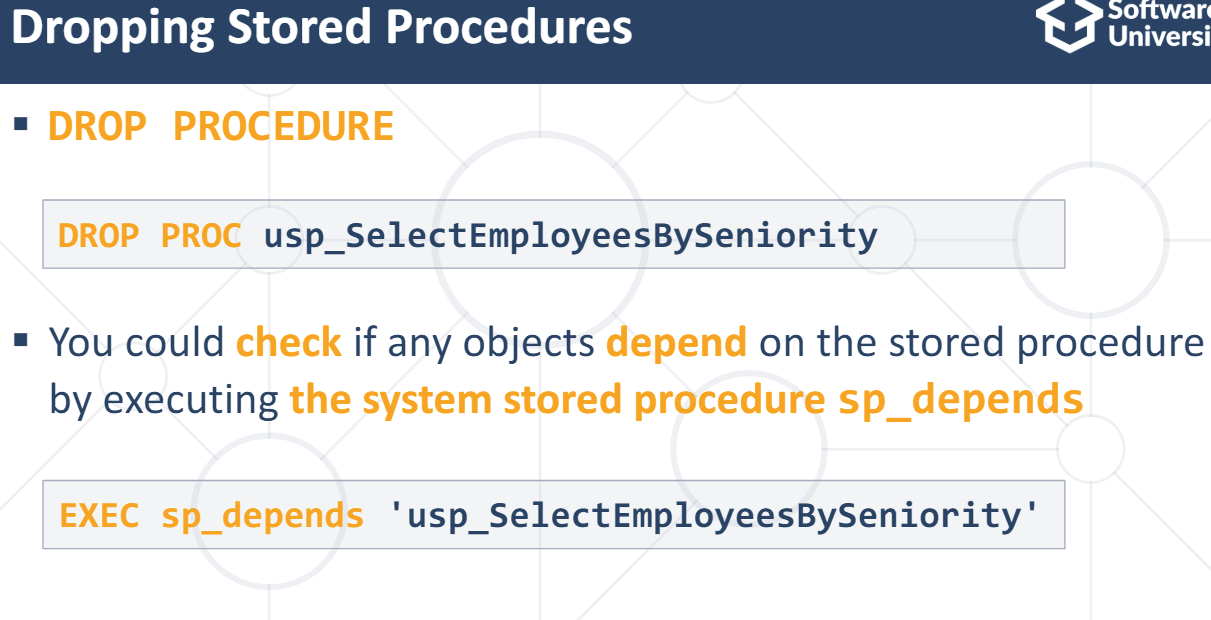 Dropping Stored Procedures
Software
Universi
▪ DROP PROCEDURE
DROP PROC usp_SelectEmployeesBySeniority
▪ You could check if any objects depend on the stored procedure
by executing the system stored procedure sp_depends
EXEC sp_depends 'usp_SelectEmployeesBySeniority'